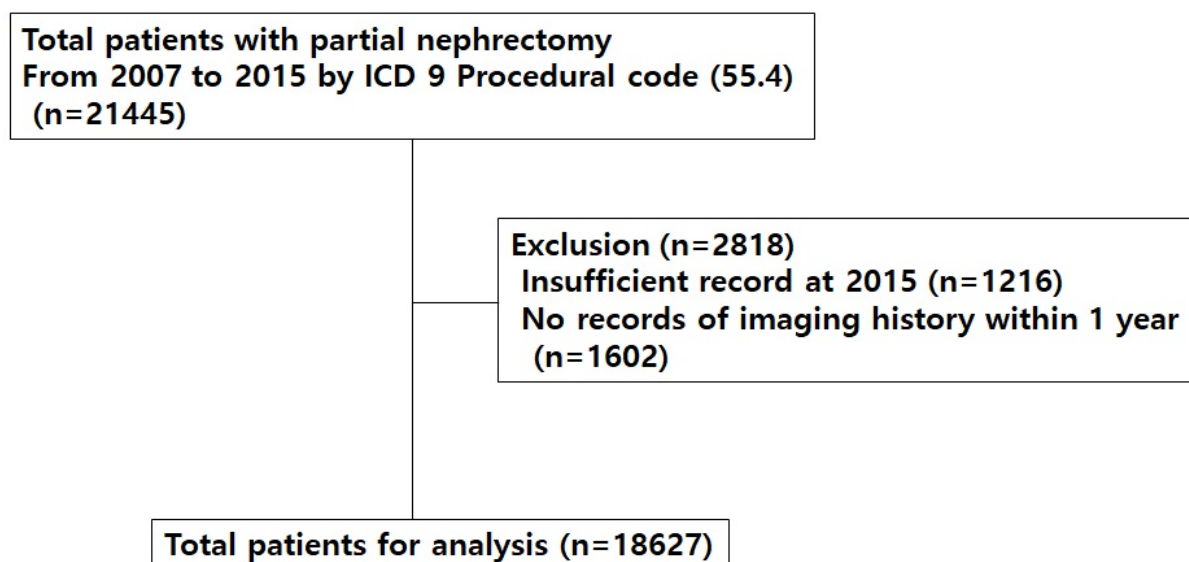 Total patients with partial nephrectomy
From 2007 to 2015 by ICD 9 Procedural code (55.4)
(n=21445)
Exclusion (n=2818)
Insufficient record at 2015 (n=1216)
No records of imaging history within 1 year
(n=1602)
Total patients for analysis (n=18627)